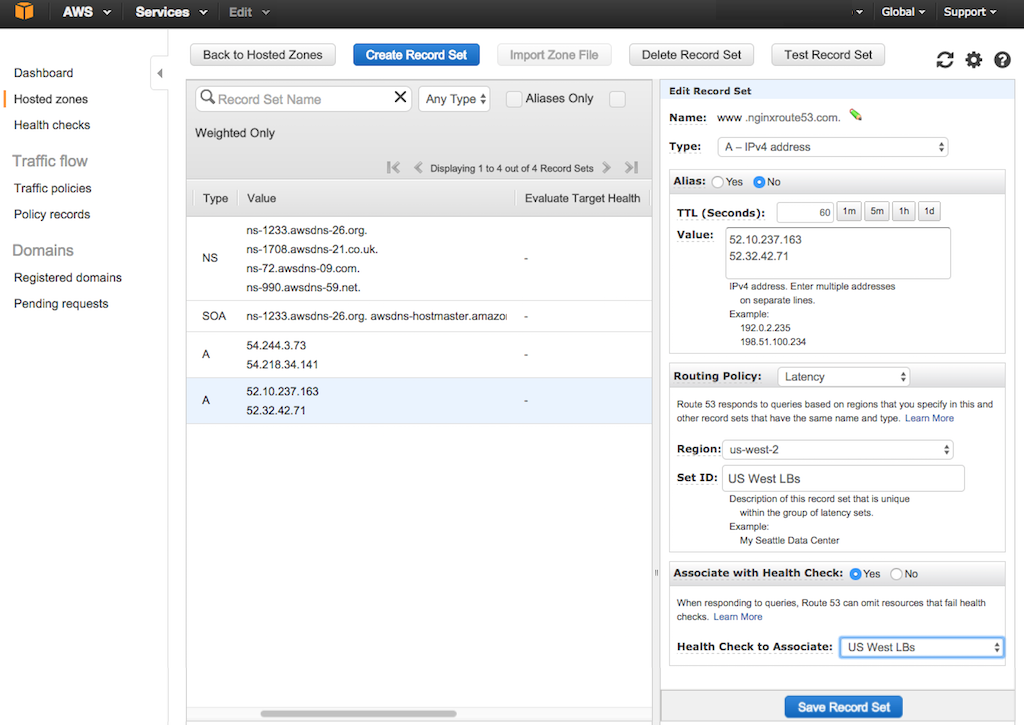 AWS Services Edit Global Support
Back to Hosted Zones Create Record Set Import Zone File Delete Record Set Test Record Set
Dashboard
Hosted zones
Health checks
Traffic flow
Traffic policies
Policy records
Domains
Registered domains
Pending requests
Record Set Name Any Type Aliases Only
Weighted Only
Displaying 1 to 4 out of 4 Record Sets
Type Value Evaluate Target Health
NS
ns-1233.awsdns-26.org.
ns-1708.awsdns-21.co.uk.
ns-72.awsdns-09.com.
ns-990.awsdns-59.net.
-
SOA ns-1233.awsdns-26.org. awsdns-hostmaster.amazon -
A
54.244.3.73
54.218.34.141
-
A
52.10.237.163
52.32.42.71
-
Edit Record Set
Name: www .nginxroute53.com.
Type: A – IPv4 address
Alias: Yes No
TTL (Seconds): 60 1m 5m 1h 1d
Value: 52.10.237.163
52.32.42.71
IPv4 address. Enter multiple addresses
on separate lines.
Example:
192.0.2.235
198.51.100.234
Routing Policy: Latency
Route 53 responds to queries based on regions that you specify in this and
other record sets that have the same name and type. Learn More
Region: us-west-2
Set ID: US West LBs
Description of this record set that is unique
within the group of latency sets.
Example:
My Seattle Data Center
Associate with Health Check: Yes No
When responding to queries, Route 53 can omit resources that fail health
checks. Learn More
Health Check to Associate: US West LBs
Save Record Set